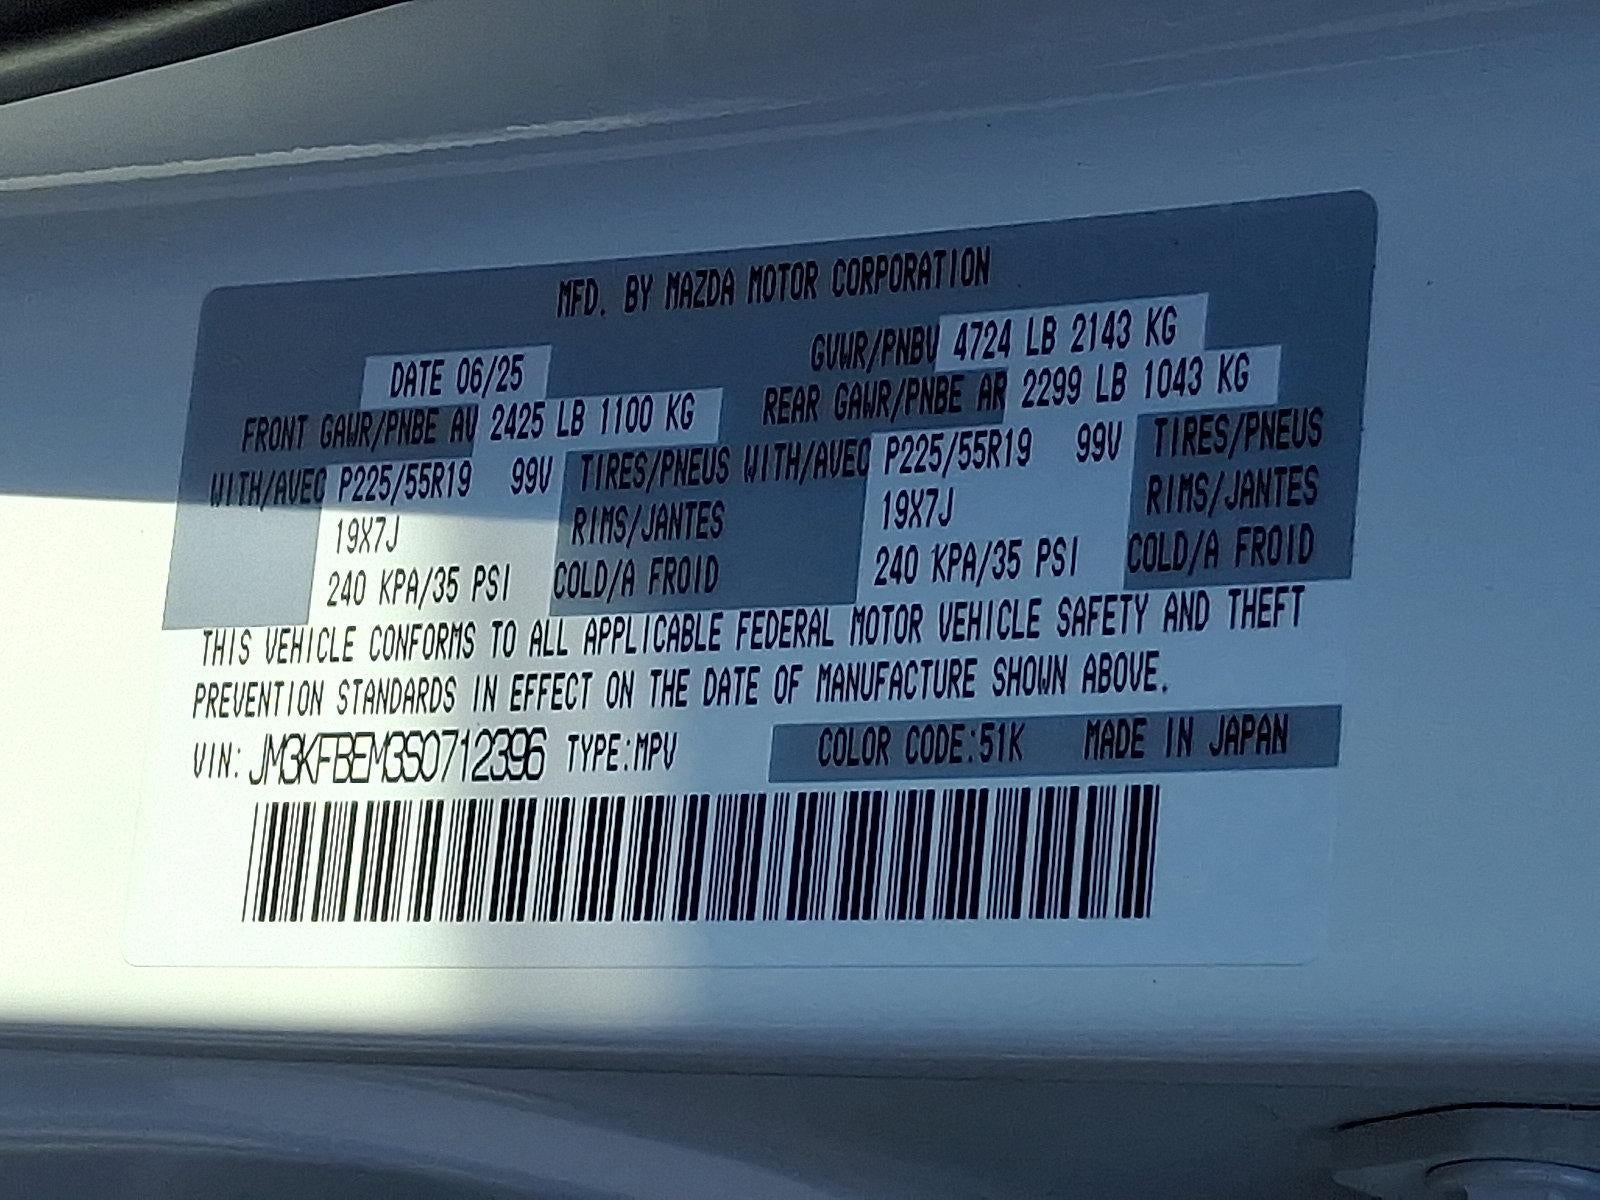 MFD. BY MAZDA MOTOR CORPORATION
DATE 06/25 GVWR/PNBV 4724 LB 2143 KG
FRONT GAWR/PNBE AV 2425 LB 1100 KG REAR GAWR/PNBE AR 2299 LB 1043 KG
WITH/AVEC P225/55R19 99V TIRES/PNEUS WITH/AVEC P225/55R19 99V TIRES/PNEUS
19X7J RIMS/JANTES 19X7J RIMS/JANTES
240 KPA/35 PSI COLD/A FROID 240 KPA/35 PSI COLD/A FROID
THIS VEHICLE CONFORMS TO ALL APPLICABLE FEDERAL MOTOR VEHICLE SAFETY AND THEFT
PREVENTION STANDARDS IN EFFECT ON THE DATE OF MANUFACTURE SHOWN ABOVE.
VIN: JM3KFBEM3S0712396 TYPE:MPV COLOR CODE:51K MADE IN JAPAN